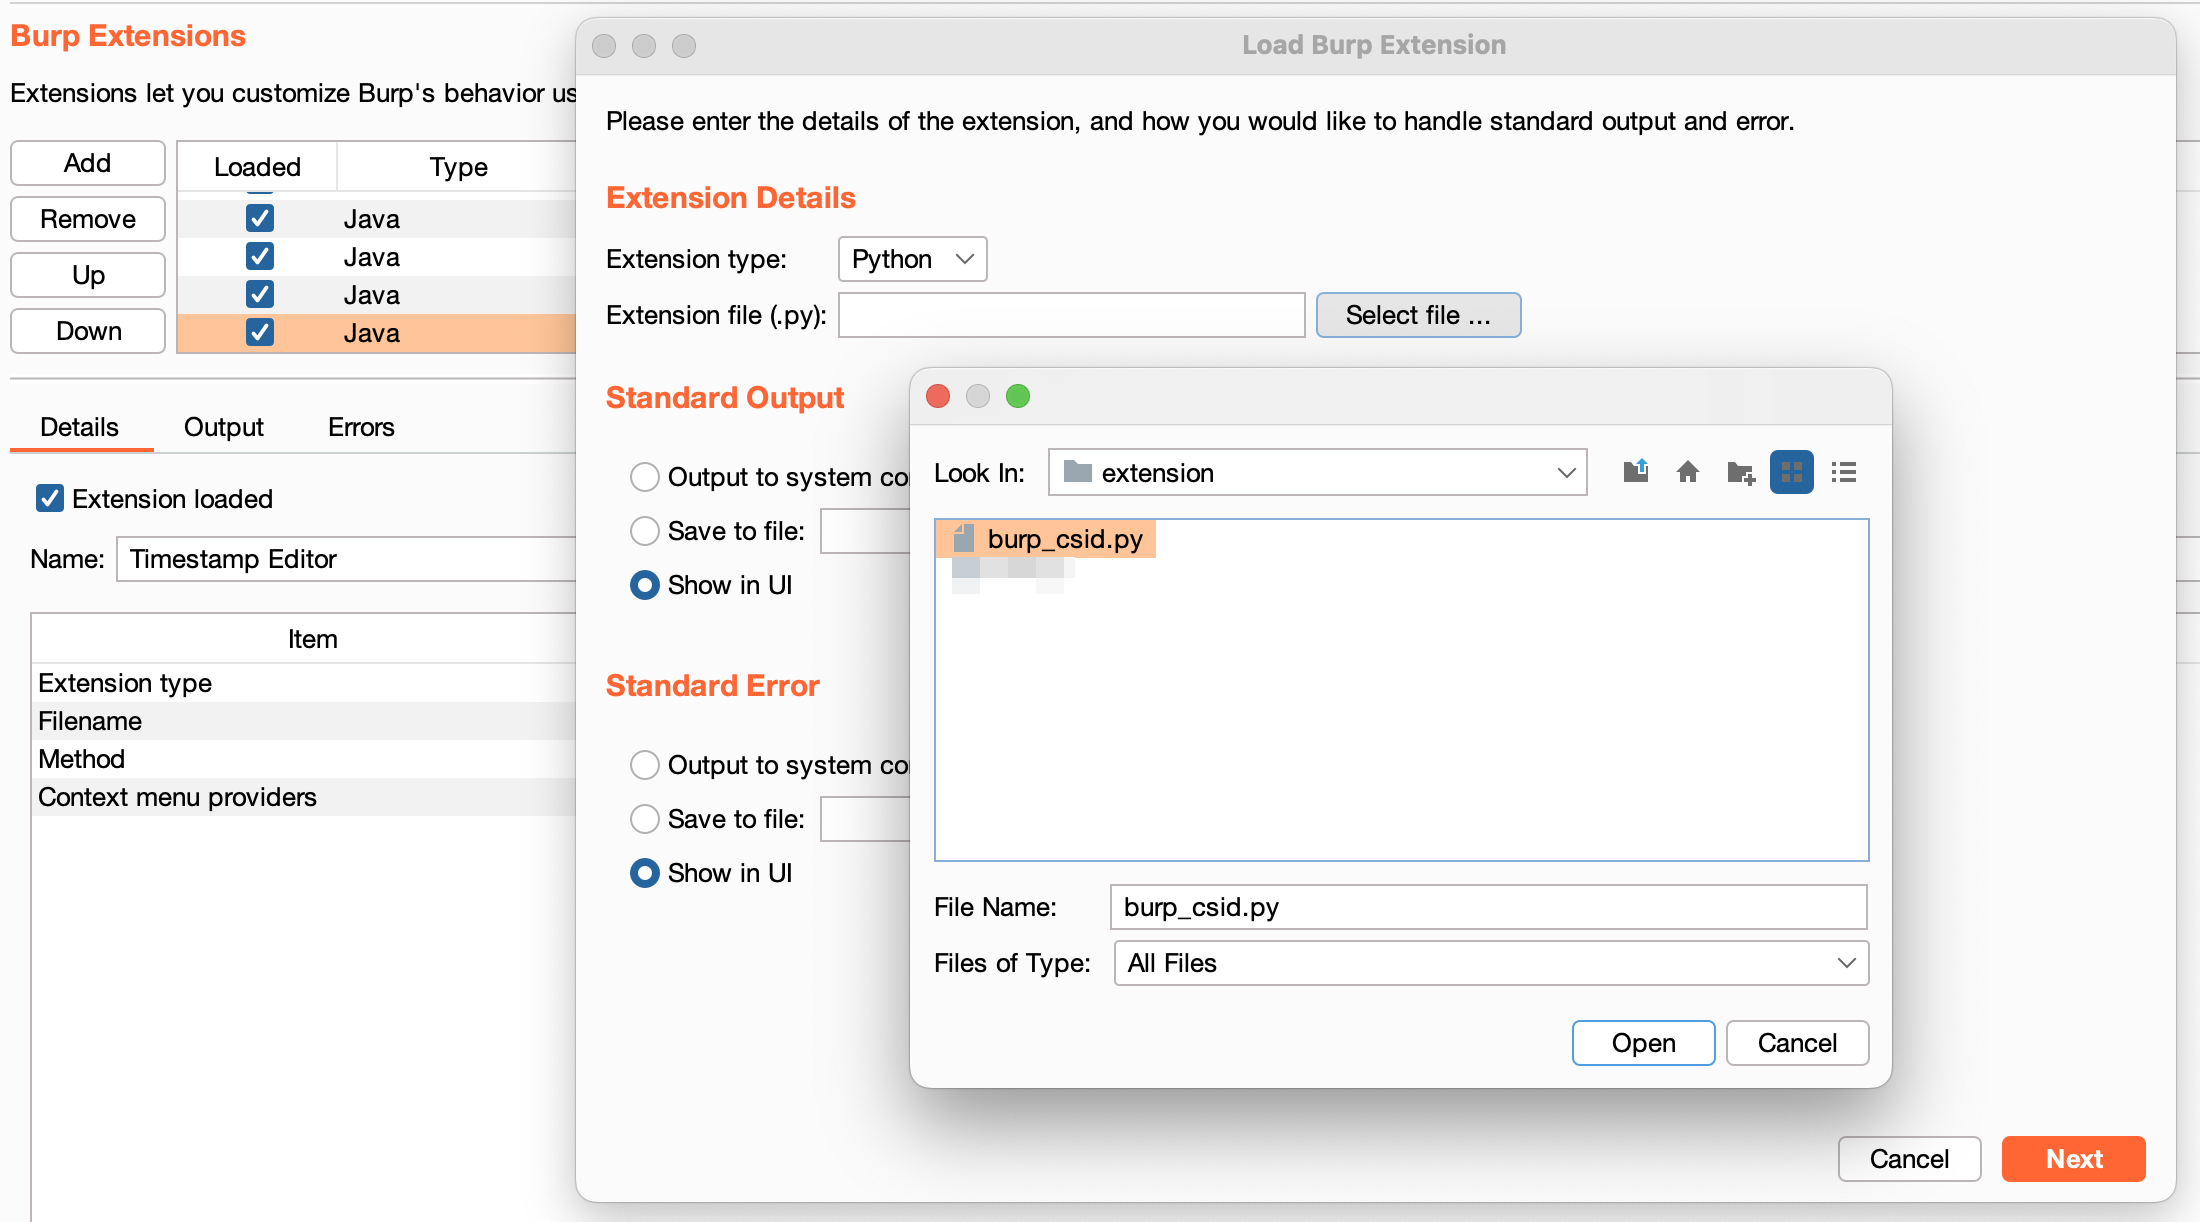 Burp Extensions
Extensions let you customize Burp's behavior us
Add
Remove
Up
Down
Loaded Type
Java
Java
Java
Java
Details Output Errors
Extension loaded
Name: Timestamp Editor
Item
Extension type
Filename
Method
Context menu providers
Load Burp Extension
Please enter the details of the extension, and how you would like to handle standard output and error.
Extension Details
Extension type: Python
Extension file (.py): Select file ...
Standard Output
Output to system co
Save to file:
Show in UI
Standard Error
Output to system co
Save to file:
Show in UI
Look In: extension
burp_csid.py
File Name: burp_csid.py
Files of Type: All Files
Open Cancel
Cancel Next